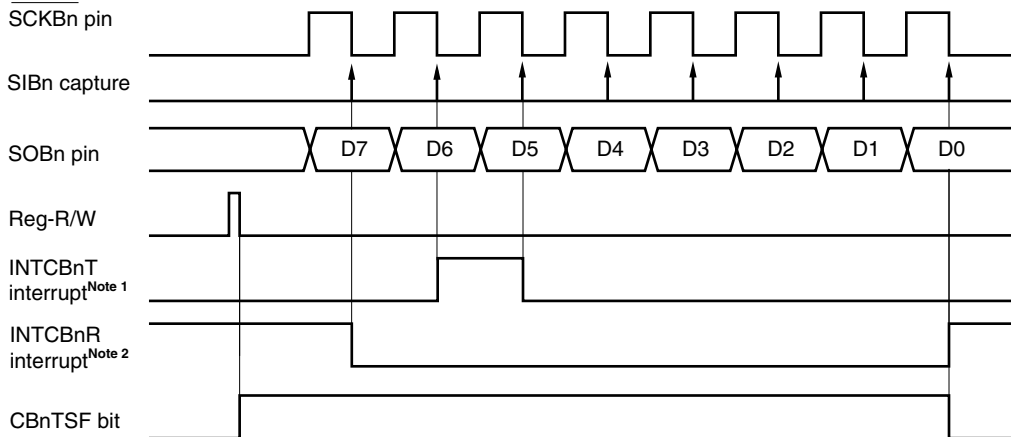 SCKBn pin
SIBn capture
SOBn pin
D7 D6 D5 D4 D3 D2 D1 D0
Reg-R/W
INTCBnT
interruptNote 1
INTCBnR
interruptNote 2
CBnTSF bit